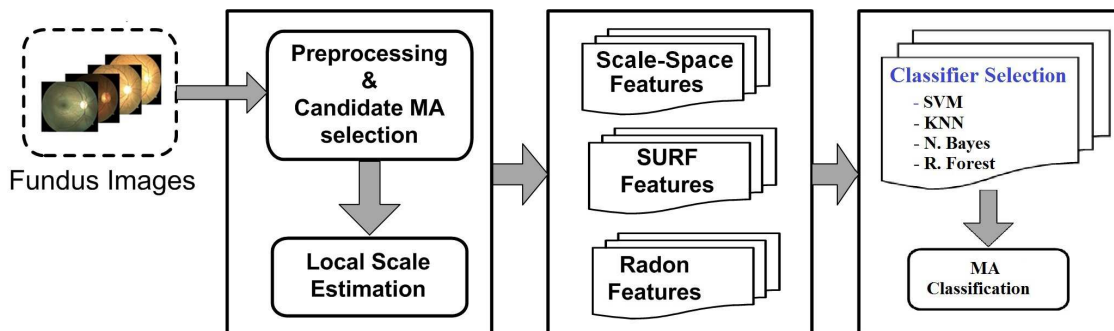 Fundus Images
Preprocessing
&
Candidate MA
selection
Local Scale
Estimation
Scale-Space
Features
SURF
Features
Radon
Features
Classifier Selection
- SVM
- KNN
- N. Bayes
- R. Forest
MA
Classification